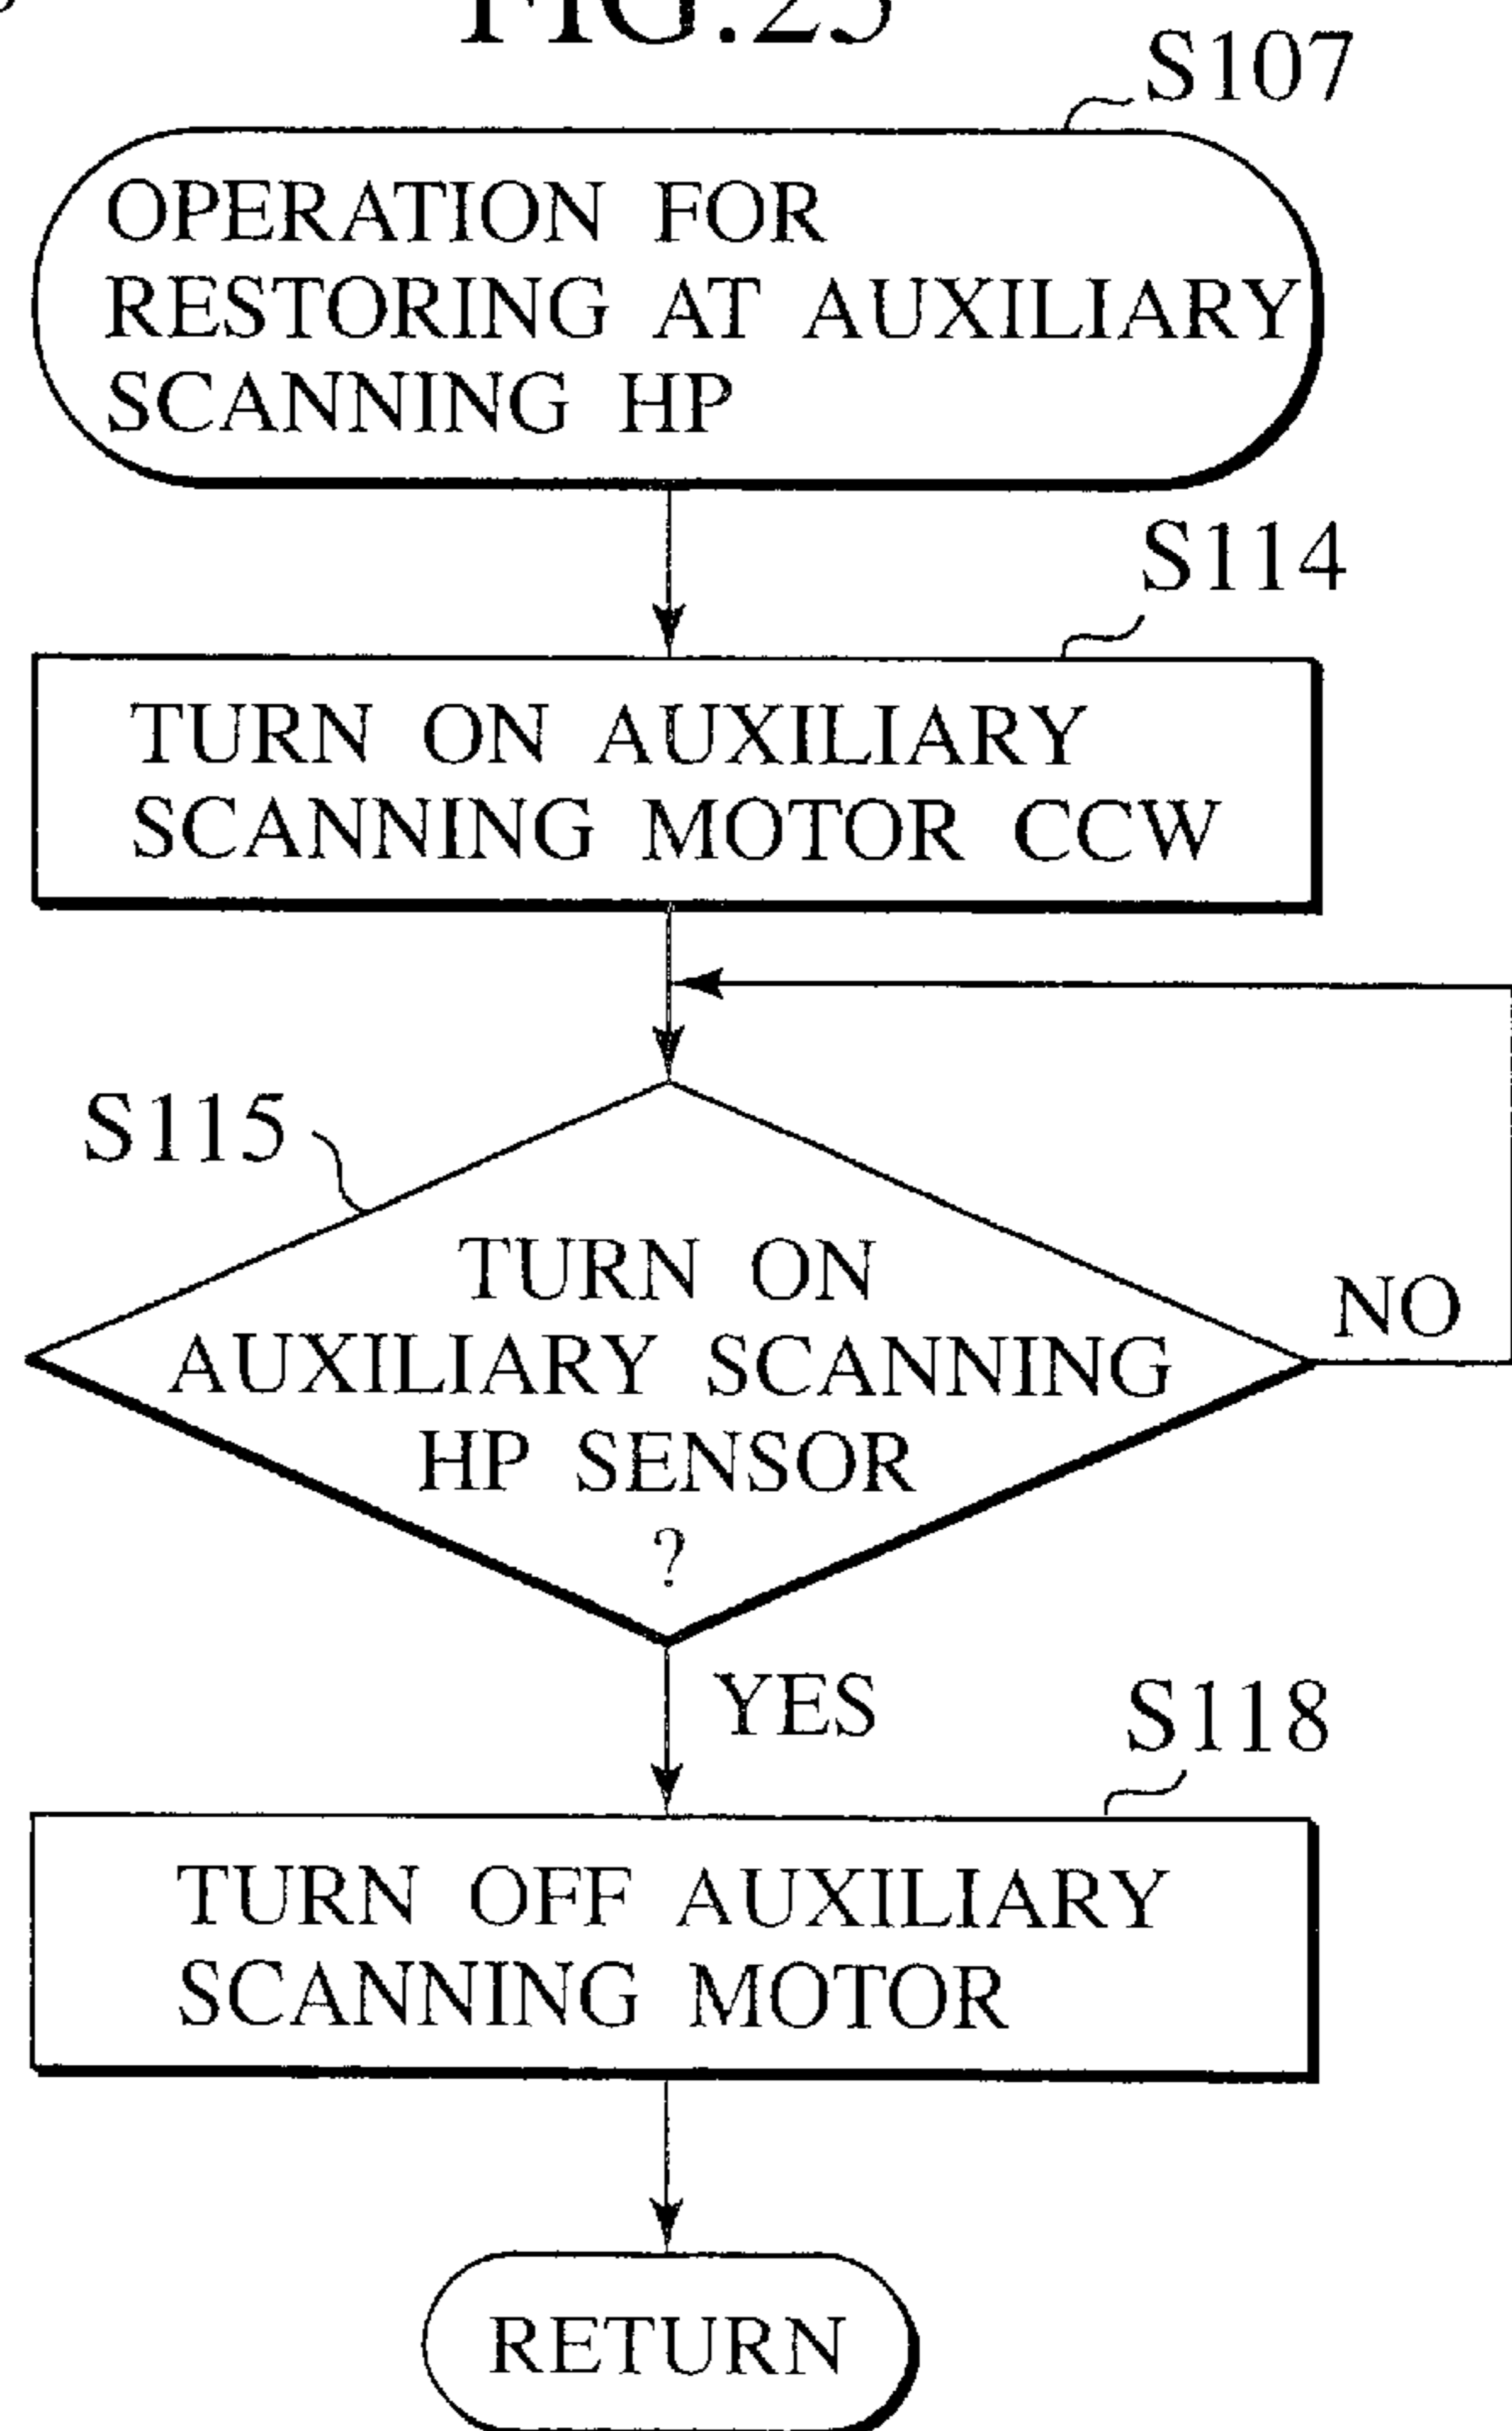 FIG.25
S107
OPERATION FOR
RESTORING AT AUXILIARY
SCANNING HP
S114
TURN ON AUXILIARY
SCANNING MOTOR CCW
S115
TURN ON
AUXILIARY SCANNING
HP SENSOR
?
NO
YES
S118
TURN OFF AUXILIARY
SCANNING MOTOR
RETURN